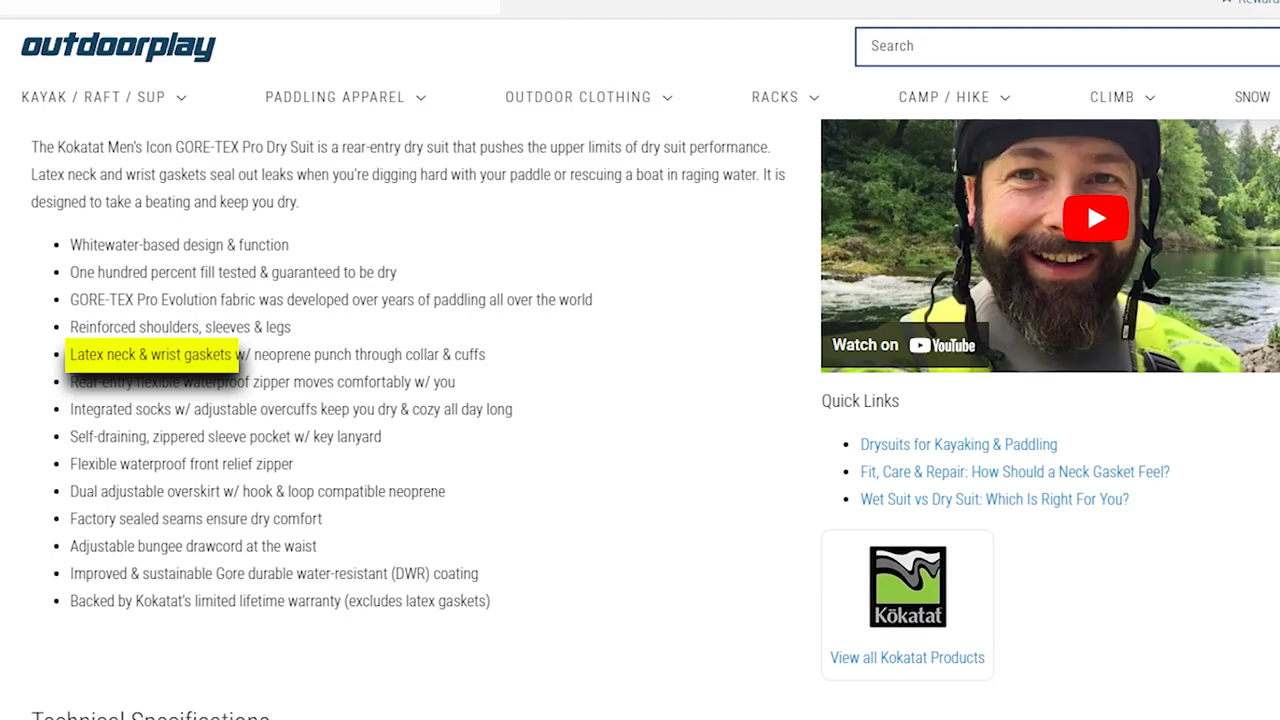 Reward
outdoorplay
Search
KAYAK / RAFT / SUP PADDLING APPAREL OUTDOOR CLOTHING RACKS CAMP / HIKE CLIMB SNOW
The Kokatat Men's Icon GORE-TEX Pro Dry Suit is a rear-entry dry suit that pushes the upper limits of dry suit performance.
Latex neck and wrist gaskets seal out leaks when you're digging hard with your paddle or rescuing a boat in raging water. It is
designed to take a beating and keep you dry.
Whitewater-based design & function
One hundred percent fill tested & guaranteed to be dry
GORE-TEX Pro Evolution fabric was developed over years of paddling all over the world
Reinforced shoulders, sleeves & legs
Latex neck & wrist gaskets w/ neoprene punch through collar & cuffs
Rear-entry flexible waterproof zipper moves comfortably w/ you
Integrated socks w/ adjustable overcuffs keep you dry & cozy all day long
Self-draining, zippered sleeve pocket w/ key lanyard
Flexible waterproof front relief zipper
Dual adjustable overskirt w/ hook & loop compatible neoprene
Factory sealed seams ensure dry comfort
Adjustable bungee drawcord at the waist
Improved & sustainable Gore durable water-resistant (DWR) coating
Backed by Kokatat's limited lifetime warranty (excludes latex gaskets)
Watch on YouTube
Quick Links
Drysuits for Kayaking & Paddling
Fit, Care & Repair: How Should a Neck Gasket Feel?
Wet Suit vs Dry Suit: Which Is Right For You?
Kōkatat
View all Kokatat Products
Technical Specifications